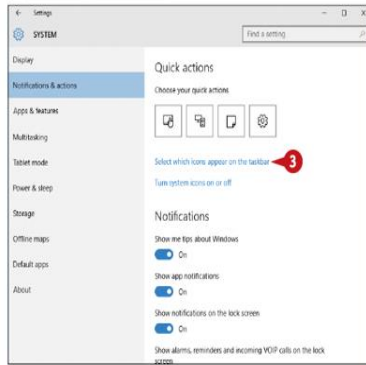 Settings
SYSTEM
Find a setting
Display
Notifications & actions
Apps & features
Multitasking
Tablet mode
Power & sleep
Storage
Offline maps
Default apps
About
Quick actions
Choose your quick actions
Select which icons appear on the taskbar
3
Turn system icons on or off
Notifications
Show me tips about Windows
On
Show app notifications
On
Show notifications on the lock screen
On
Show alarms, reminders and incoming VOIP calls on the lock
screen